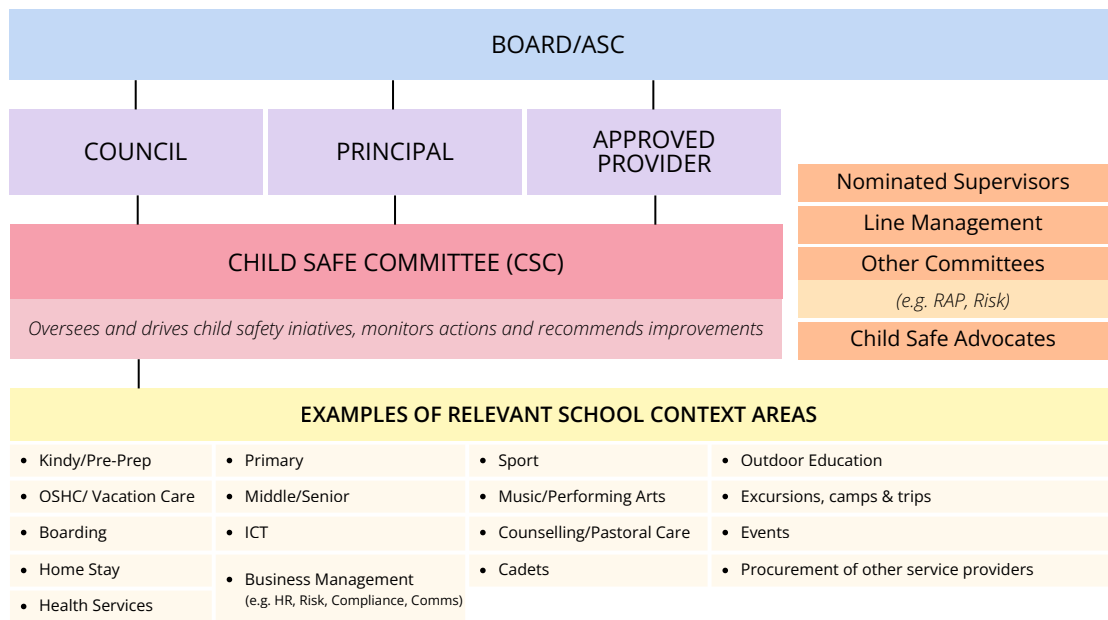 BOARD/ASC
COUNCIL
PRINCIPAL
APPROVED
PROVIDER
Nominated Supervisors
Line Management
Other Committees
(e.g. RAP, Risk)
Child Safe Advocates
CHILD SAFE COMMITTEE (CSC)
Oversees and drives child safety iniatives, monitors actions and recommends improvements
EXAMPLES OF RELEVANT SCHOOL CONTEXT AREAS
• Kindy/Pre-Prep
• OSHC/ Vacation Care
• Boarding
• Home Stay
• Health Services
• Primary
• Middle/Senior
• ICT
• Business Management
(e.g. HR, Risk, Compliance, Comms)
• Sport
• Music/Performing Arts
• Counselling/Pastoral Care
• Cadets
• Outdoor Education
• Excursions, camps & trips
• Events
• Procurement of other service providers